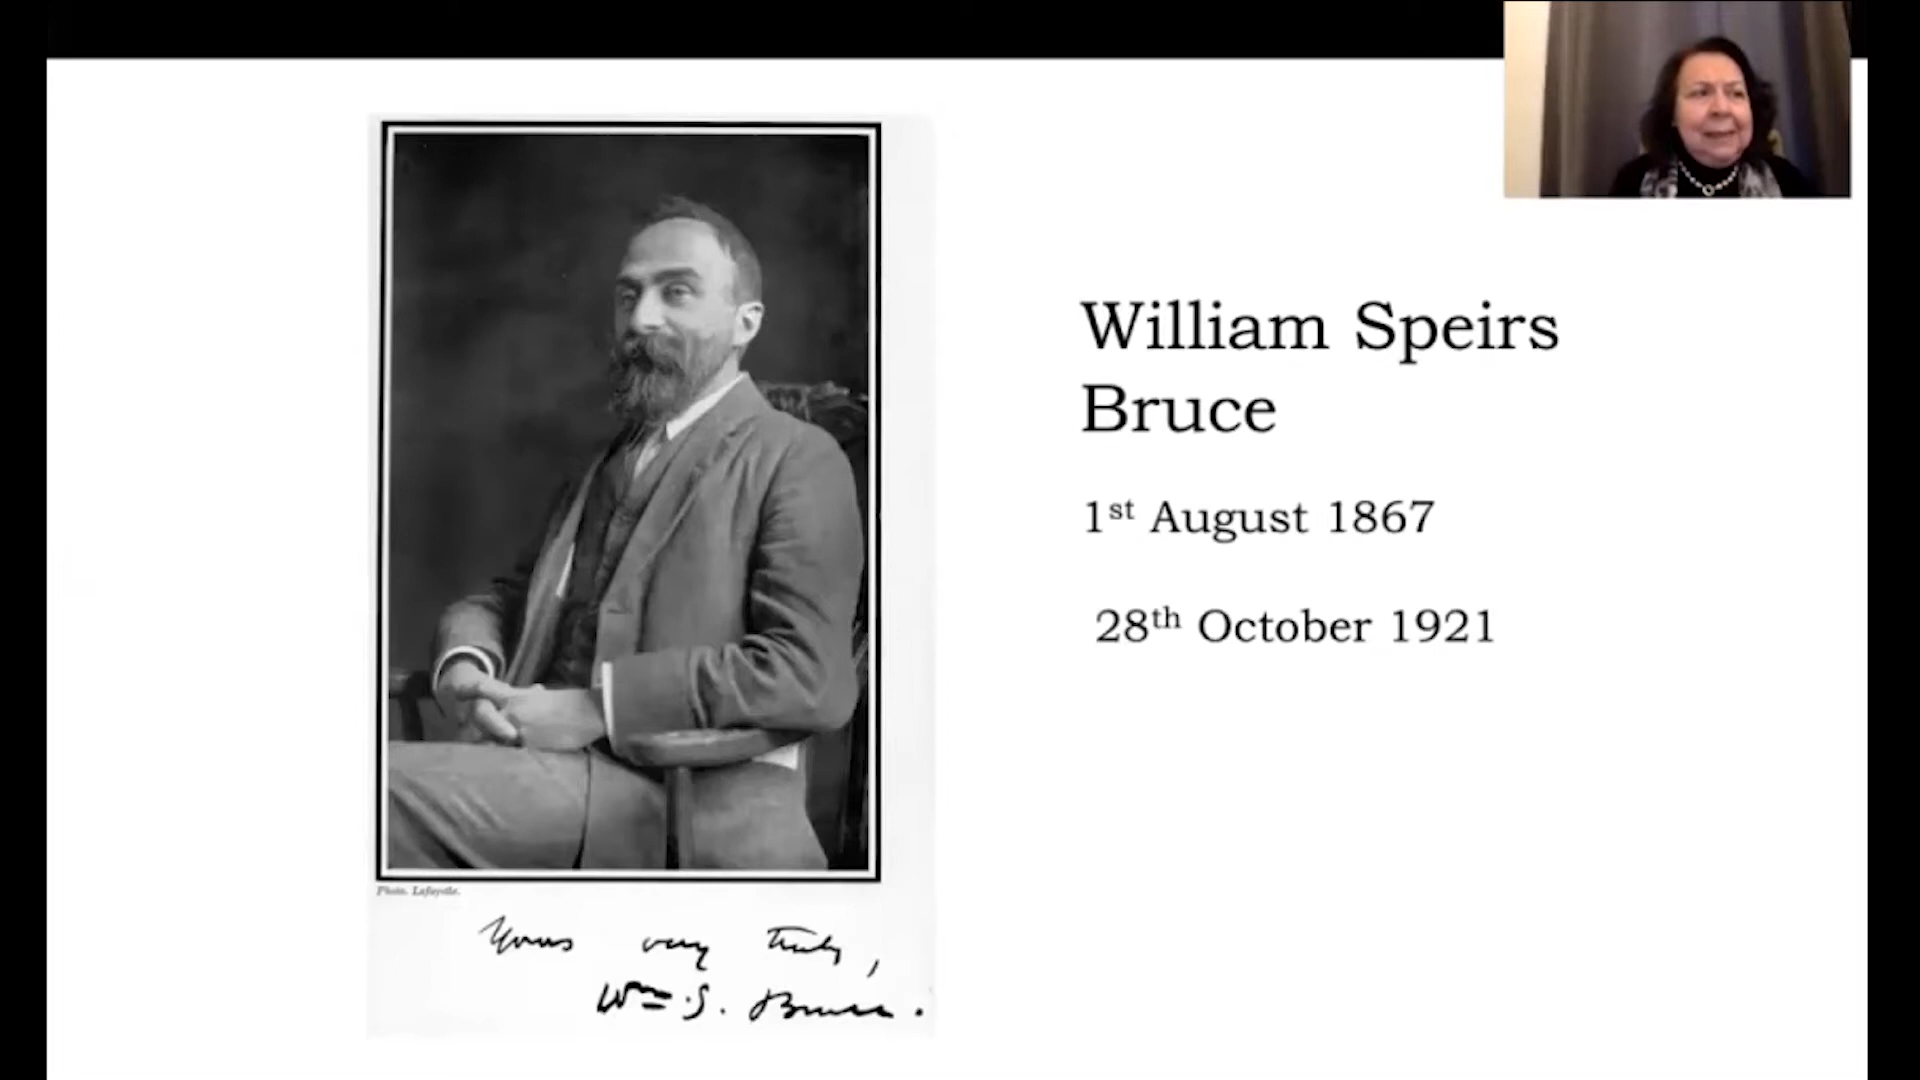 William Speirs
Bruce
1st August 1867
28th October 1921
Photo. Lafayette.
Yours very truly,
Wm. S. Bruce.